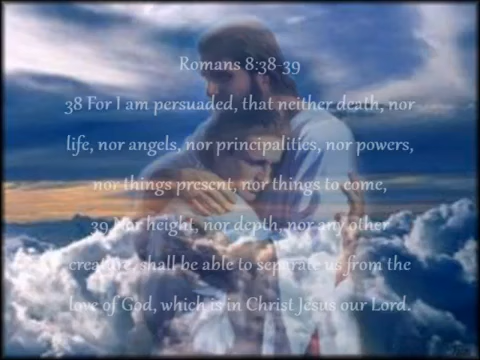 Romans 8:38-39
38 For I am persuaded, that neither death, nor
life, nor angels, nor principalities, nor powers,
nor things present, nor things to come,
39 Nor height, nor depth, nor any other
creature, shall be able to separate us from the
love of God, which is in Christ Jesus our Lord.